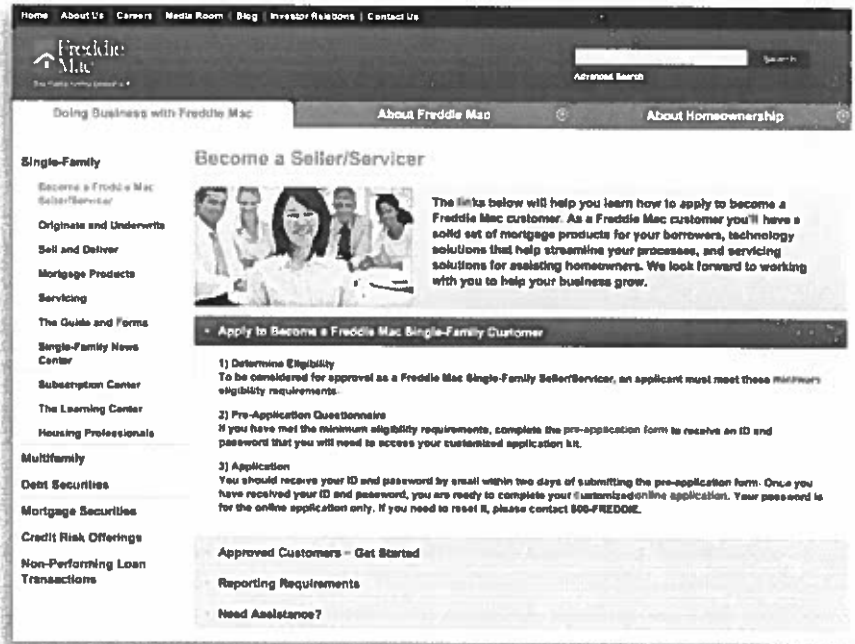 Home About Us Careers Media Room Blog Investor Relations Contact Us
Freddie
Mac
Search
Advanced Search
Doing Business with Freddie Mac
About Freddie Mac
About Homeownership
Single-Family
Become a Freddie Mac
Seller/Servicer
Originate and Underwrite
Sell and Deliver
Mortgage Products
Servicing
The Guide and Forms
Single-Family News
Center
Subscription Center
The Learning Center
Housing Professionals
Multifamily
Debt Securities
Mortgage Securities
Credit Risk Offerings
Non-Performing Loan
Transactions
Become a Seller/Servicer
The links below will help you learn how to apply to become a
Freddie Mac customer. As a Freddie Mac customer you'll have a
solid set of mortgage products for your borrowers, technology
solutions that help streamline your processes, and servicing
solutions for assisting homeowners. We look forward to working
with you to help your business grow.
Apply to Become a Freddie Mac Single-Family Customer
1) Determine Eligibility
To be considered for approval as a Freddie Mac Single-Family Seller/Servicer, an applicant must meet these minimum
eligibility requirements.
2) Pre-Application Questionnaire
If you have met the minimum eligibility requirements, complete the pre-application form to receive an ID and
password that you will need to access your customized application kit.
3) Application
You should receive your ID and password by email within two days of submitting the pre-application form. Once you
have received your ID and password, you are ready to complete your customized online application. Your password is
for the online application only. If you need to reset it, please contact 800-FREDDIE.
Approved Customers – Get Started
Reporting Requirements
Need Assistance?